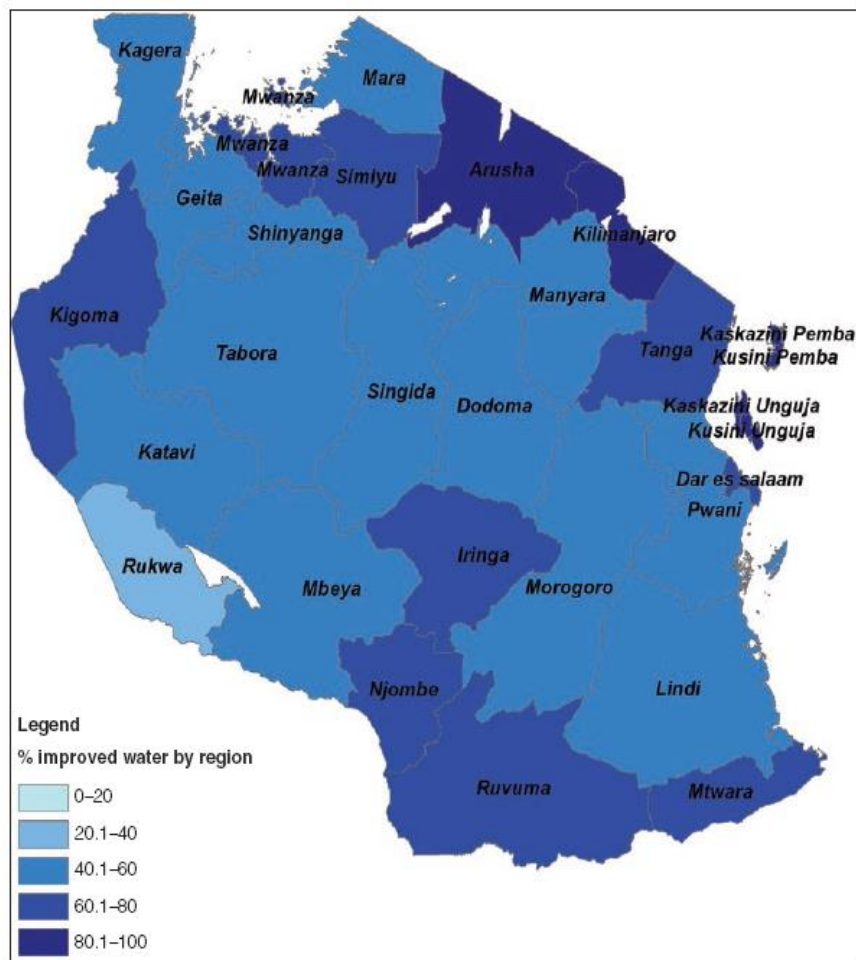 Kagera
Mara
Mwanza
Mwanza
Mwanza
Simiyu
Arusha
Geita
Shinyanga
Kilimanjaro
Kigoma
Manyara
Tabora
Tanga
Kaskazini Pemba
Kusini Pemba
Singida
Dodoma
Kaskazini Unguja
Kusini Unguja
Katavi
Dar es salaam
Pwani
Rukwa
Iringa
Mbeya
Morogoro
Njombe
Lindi
Ruvuma
Mtwara
Legend
% improved water by region
0–20
20.1–40
40.1–60
60.1–80
80.1–100